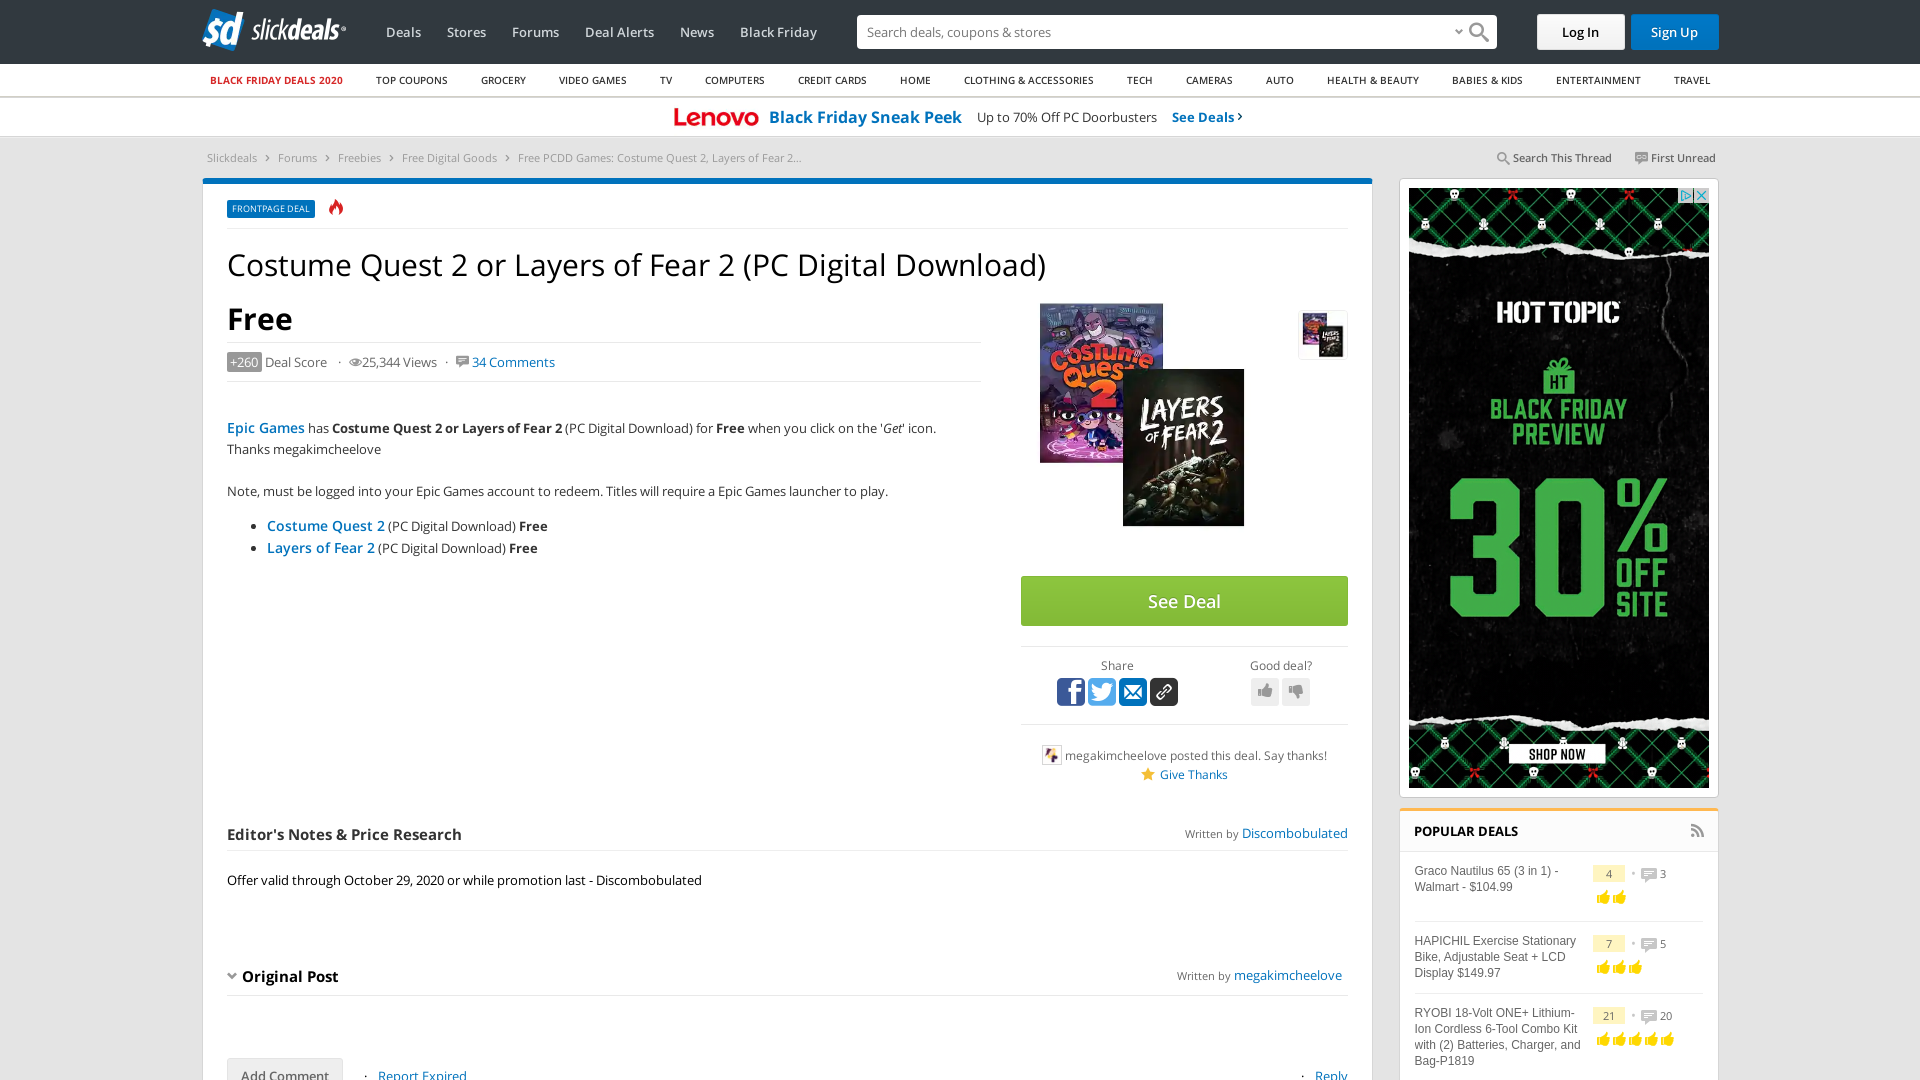 slickdeals
Deals Stores Forums Deal Alerts News Black Friday
Search deals, coupons & searches
Log In Sign Up
BLACK FRIDAY DEALS 2020 TOP COUPONS GROCERY VIDEO GAMES TV COMPUTERS CREDIT CARDS HOME CLOTHING & ACCESSORIES TECH CAMERAS AUTO HEALTH & BEAUTY BABIES & KIDS ENTERTAINMENT TRAVEL
Lenovo Black Friday Sneak Peek Up to 70% Off PC Doorbusters See Deals ›
Slickdeals › Forums › Freebies › Free Digital Goods › Free PCDD Games: Costume Quest 2, Layers of Fear 2...
Search This Thread First Unread
FRONTPAGE DEAL
Costume Quest 2 or Layers of Fear 2 (PC Digital Download)
Free
+260 Deal Score · 25,344 Views · 34 Comments
Epic Games has Costume Quest 2 or Layers of Fear 2 (PC Digital Download) for Free when you click on the 'Get' icon.
Thanks megakimcheelove
Note, must be logged into your Epic Games account to redeem. Titles will require a Epic Games launcher to play.
• Costume Quest 2 (PC Digital Download) Free
• Layers of Fear 2 (PC Digital Download) Free
COSTUME
QUEST
2
LAYERS
OF FEAR 2
See Deal
Share
Good deal?
megakimcheelove posted this deal. Say thanks!
Give Thanks
Editor's Notes & Price Research
Written by Discombobulated
Offer valid through October 29, 2020 or while promotion last - Discombobulated
Original Post
Written by megakimcheelove
Add Comment · Report Expired
· Reply
HOT TOPIC
HT
BLACK FRIDAY
PREVIEW
30% OFF SITE
SHOP NOW
POPULAR DEALS
Graco Nautilus 65 (3 in 1) -
Walmart - $104.99
4 • 3
HAPICHIL Exercise Stationary
Bike, Adjustable Seat + LCD
Display $149.97
7 • 5
RYOBI 18-Volt ONE+ Lithium-
Ion Cordless 6-Tool Combo Kit
with (2) Batteries, Charger, and
Bag-P1819
21 • 20